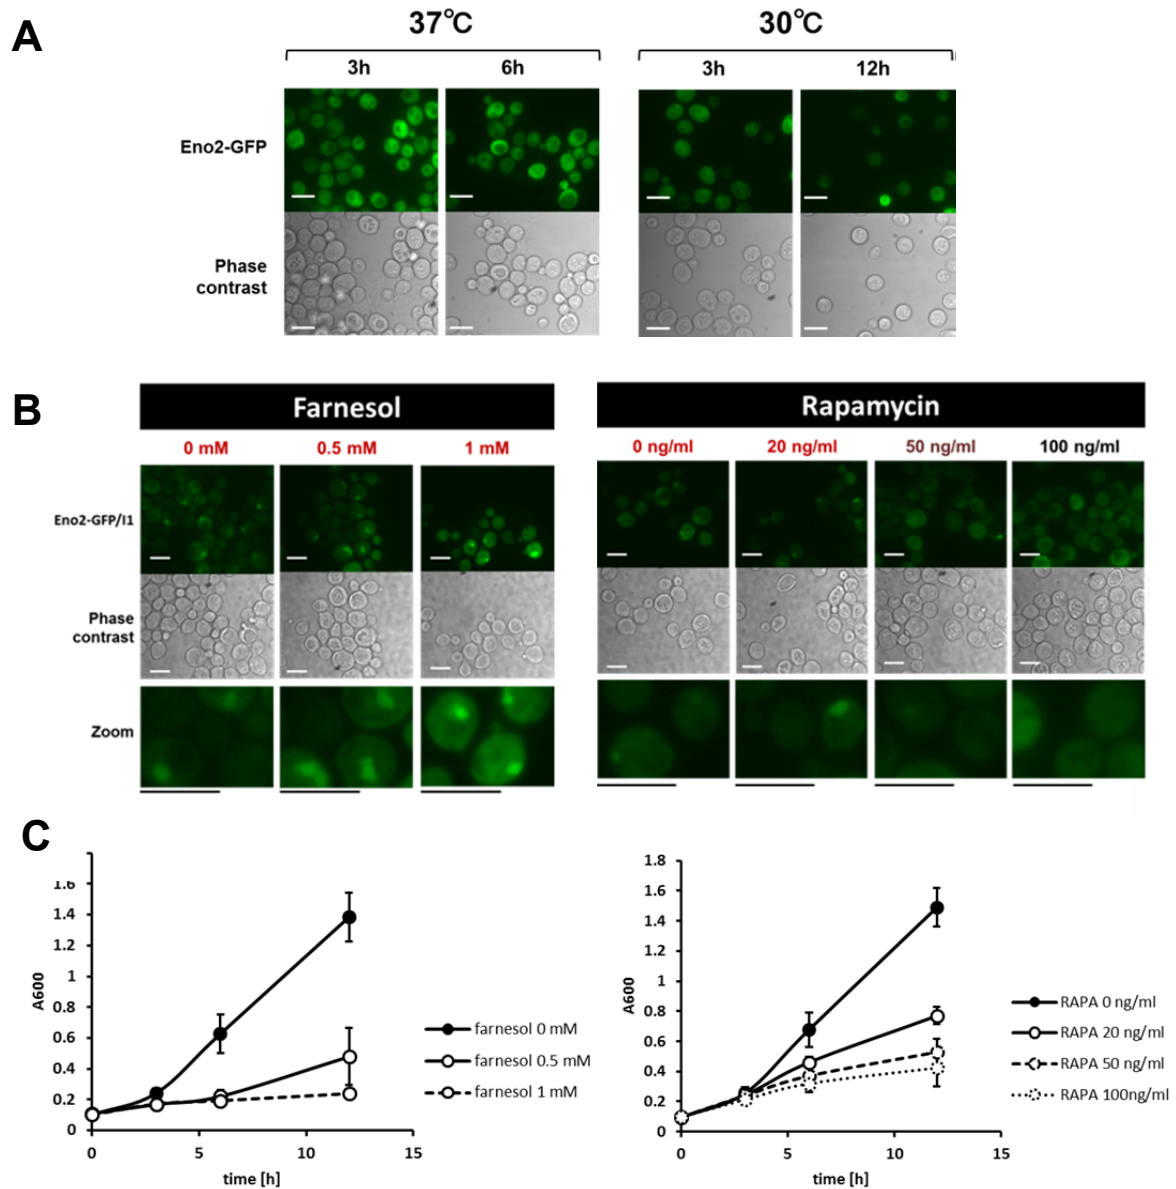 A
37℃
30℃
3h
6h
3h
12h
Eno2-GFP
Phase
contrast
B
Farnesol
Rapamycin
0 mM
0.5 mM
1 mM
0 ng/ml
20 ng/ml
50 ng/ml
100 ng/ml
Eno2-GFP/I1
Phase
contrast
Zoom
C
1.6
1.4
1.2
1
0.8
0.6
0.4
0.2
0
A600
0
5
10
15
time [h]
farnesol 0 mM
farnesol 0.5 mM
farnesol 1 mM
1.8
1.6
1.4
1.2
1
0.8
0.6
0.4
0.2
0
A600
0
5
10
15
time [h]
RAPA 0 ng/ml
RAPA 20 ng/ml
RAPA 50 ng/ml
RAPA 100ng/ml